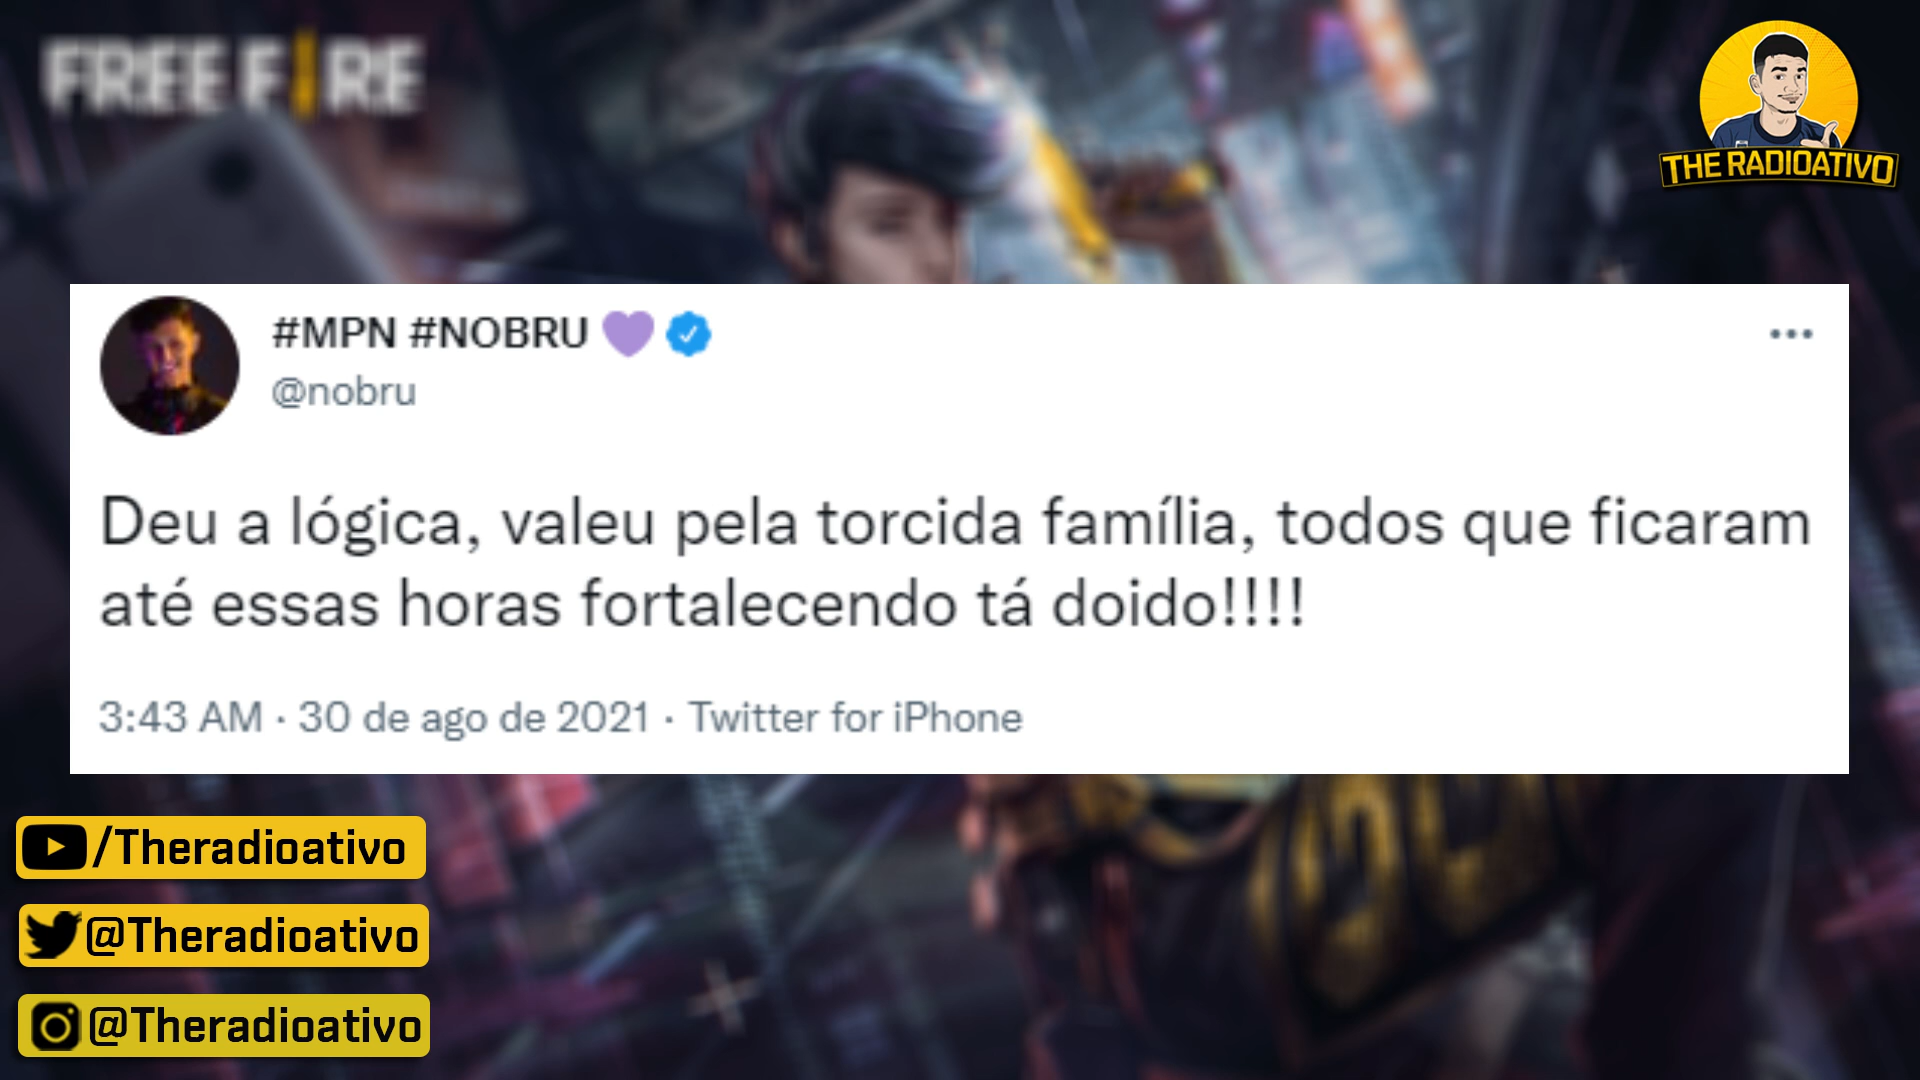 FREE FIRE
THE RADIOATIVO
#MPN #NOBRU 💜
@nobru
Deu a lógica, valeu pela torcida família, todos que ficaram
até essas horas fortalecendo tá doido!!!!
3:43 AM · 30 de ago de 2021 · Twitter for iPhone
/Theradioativo
@Theradioativo
@Theradioativo